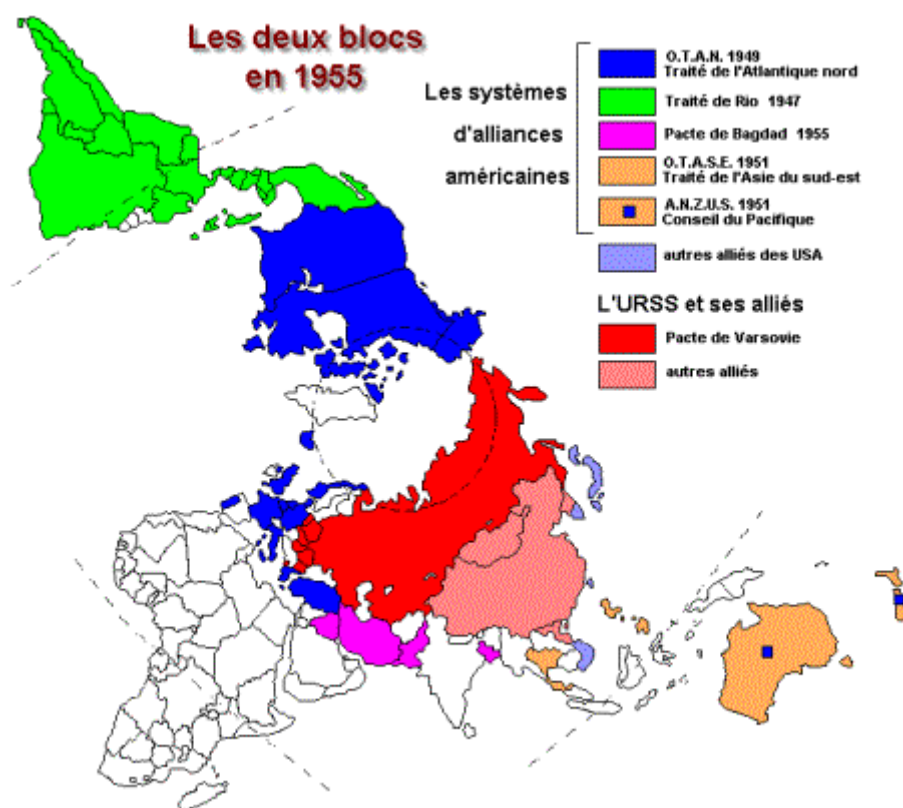 Les deux blocs
en 1955
Les systèmes
d'alliances
américaines
O.T.A.N. 1949
Traité de l'Atlantique nord
Traité de Rio 1947
Pacte de Bagdad 1955
O.T.A.S.E. 1951
Traité de l'Asie du sud-est
A.N.Z.U.S. 1951
Conseil du Pacifique
autres alliés des USA
L'URSS et ses alliés
Pacte de Varsovie
autres alliés